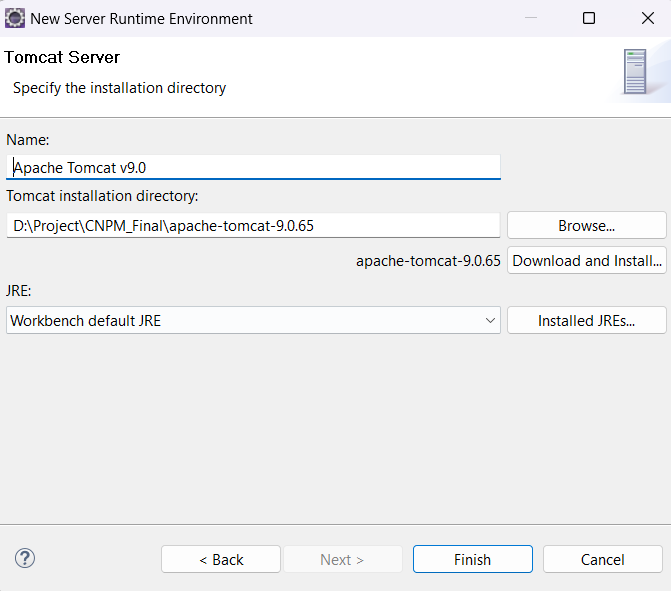 New Server Runtime Environment
Tomcat Server
Specify the installation directory
Name:
Apache Tomcat v9.0
Tomcat installation directory:
D:\Project\CNPM_Final\apache-tomcat-9.0.65
Browse...
apache-tomcat-9.0.65
Download and Install...
JRE:
Workbench default JRE
Installed JREs...
?
< Back
Next >
Finish
Cancel